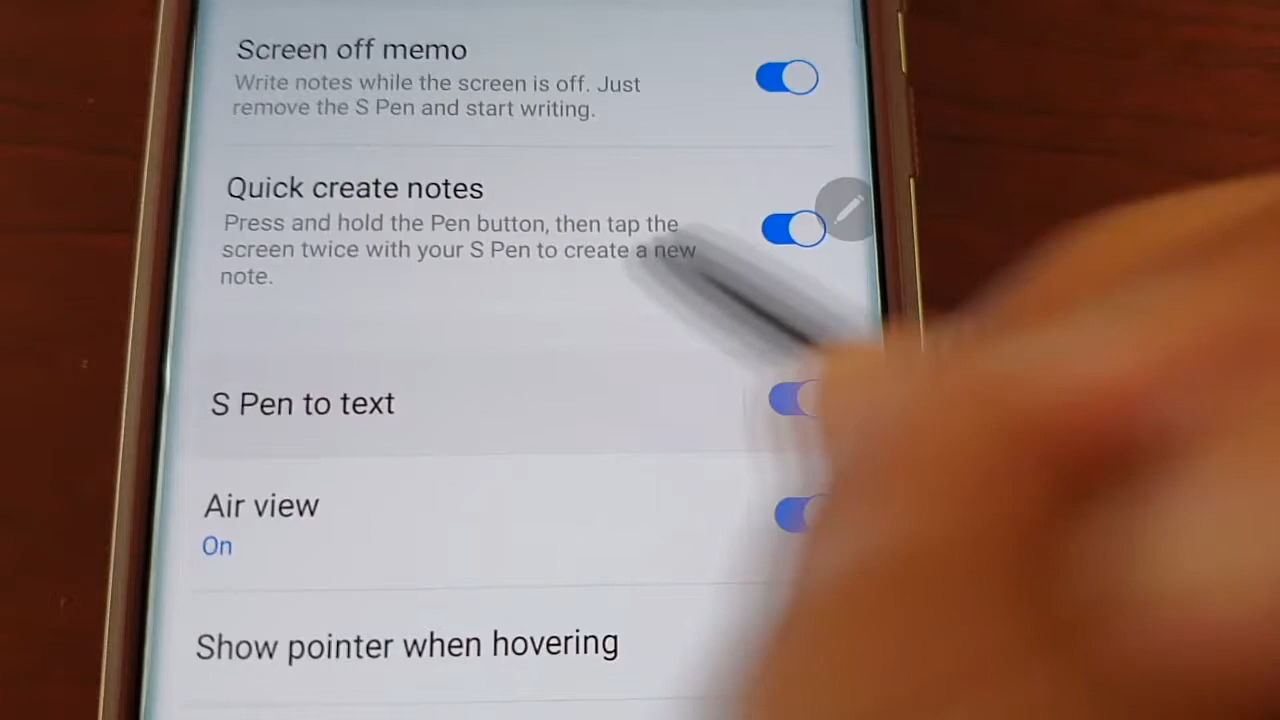 Screen off memo
Write notes while the screen is off. Just
remove the S Pen and start writing.
Quick create notes
Press and hold the Pen button, then tap the
screen twice with your S Pen to create a new
note.
S Pen to text
Air view
On
Show pointer when hovering